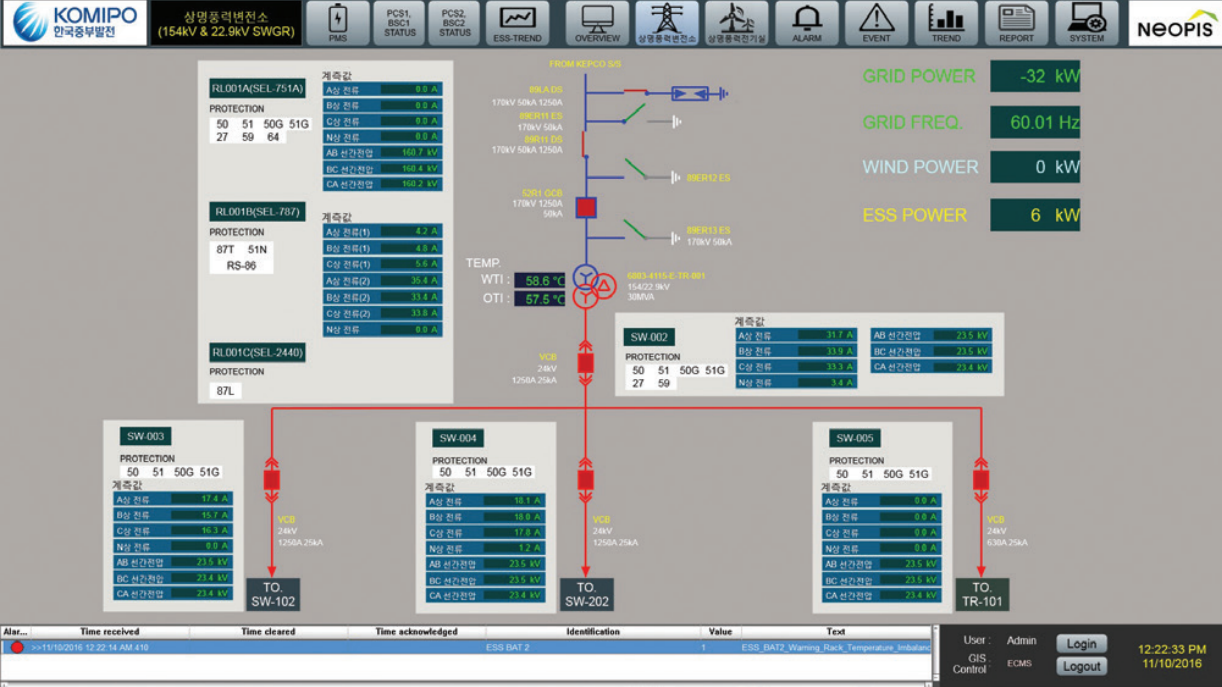 KOMIPO
한국중부발전
상명풍력변전소
(154kV & 22.9kV SWGR)
PMS
PCS1,
BSC1
STATUS
PCS2,
BSC2
STATUS
ESS-TREND
OVERVIEW
상명풍력변전소
상명풍력전기실
ALARM
EVENT
TREND
REPORT
SYSTEM
NEOPIS
RL001A(SEL-751A)
PROTECTION
50 51 50G 51G
27 59 64
계측값
A상 전류 0.0 A
B상 전류 0.0 A
C상 전류 0.0 A
N상 전류 0.0 A
AB 선간전압 160.7 kV
BC 선간전압 160.4 kV
CA 선간전압 160.2 kV
RL001B(SEL-787)
PROTECTION
87T 51N
RS-86
계측값
A상 전류(1) 4.2 A
B상 전류(1) 4.8 A
C상 전류(1) 5.6 A
A상 전류(2) 35.4 A
B상 전류(2) 33.4 A
C상 전류(2) 33.8 A
N상 전류 0.0 A
RL001C(SEL-2440)
PROTECTION
87L
FROM KEPCO S/S
89LA DS
170kV 50kA 1250A
89ER11 ES
170kV 50kA
89R11 DS
170kV 50kA 1250A
89ER12 ES
52R1 GCB
170kV 1250A
50kA
89ER13 ES
170kV 50kA
TEMP.
WTI : 58.6 °C
OTI : 57.5 °C
154/22.9kV
30MVA
GRID POWER -32 kW
GRID FREQ. 60.01 Hz
WIND POWER 0 kW
ESS POWER 6 kW
SW-002
PROTECTION
50 51 50G 51G
27 59
계측값
A상 전류 31.7 A
B상 전류 33.9 A
C상 전류 33.3 A
N상 전류 3.4 A
AB 선간전압 23.5 kV
BC 선간전압 23.5 kV
CA 선간전압 23.4 kV
VCB
24kV
1250A 25kA
SW-003
PROTECTION
50 51 50G 51G
계측값
A상 전류 17.4 A
B상 전류 15.7 A
C상 전류 16.3 A
N상 전류 0.0 A
AB 선간전압 23.5 kV
BC 선간전압 23.4 kV
CA 선간전압 23.4 kV
VCB
24kV
1250A 25kA
TO.
SW-102
SW-004
PROTECTION
50 51 50G 51G
계측값
A상 전류 18.1 A
B상 전류 18.0 A
C상 전류 17.8 A
N상 전류 1.2 A
AB 선간전압 23.5 kV
BC 선간전압 23.5 kV
CA 선간전압 23.4 kV
VCB
24kV
1250A 25kA
TO.
SW-202
SW-005
PROTECTION
50 51 50G 51G
계측값
A상 전류 0.0 A
B상 전류 0.0 A
C상 전류 0.0 A
N상 전류 0.0 A
AB 선간전압 23.5 kV
BC 선간전압 23.5 kV
CA 선간전압 23.4 kV
VCB
24kV
630A 25kA
TO.
TR-101
Alar... Time received Time cleared Time acknowledged Identification Value Text
>>11/10/2016 12:22:14 AM.410 ESS BAT 2 1 ESS_BAT2_Warning_Rack_Temperature_Imbalanc
User : Admin Login
GIS Control : ECMS Logout
12:22:33 PM
11/10/2016